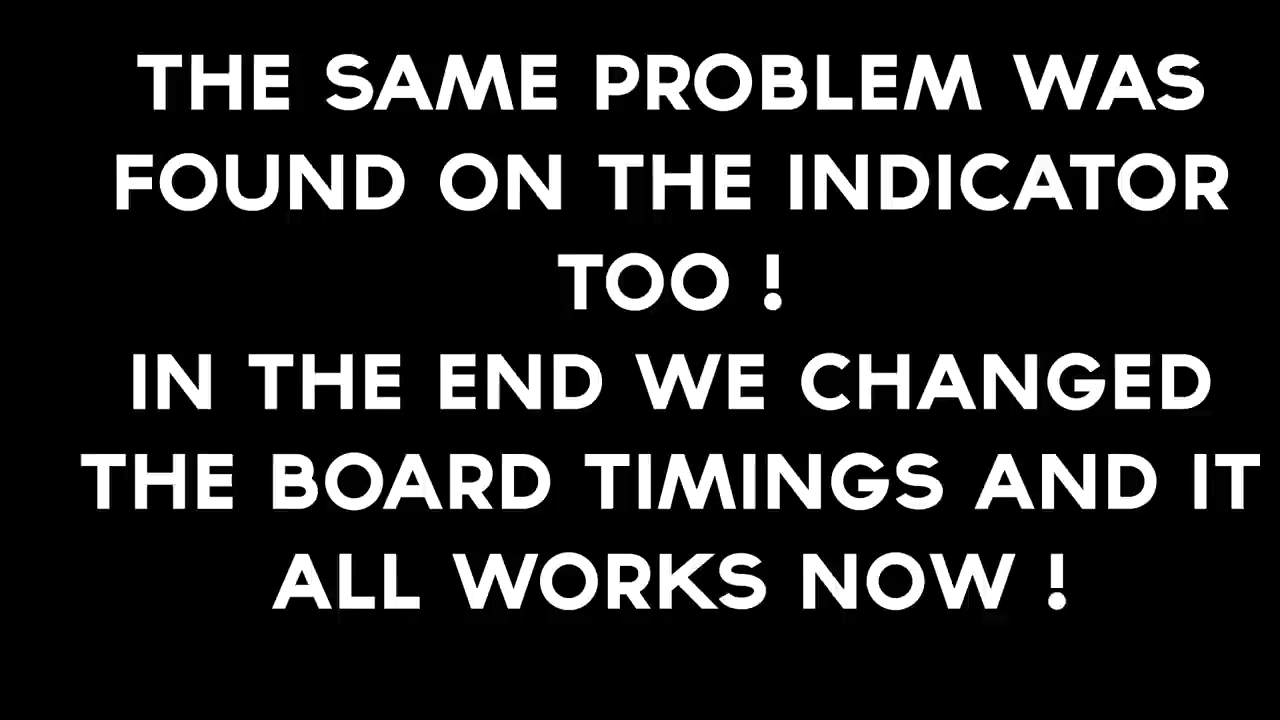 THE SAME PROBLEM WAS
FOUND ON THE INDICATOR
TOO !
IN THE END WE CHANGED
THE BOARD TIMINGS AND IT
ALL WORKS NOW !